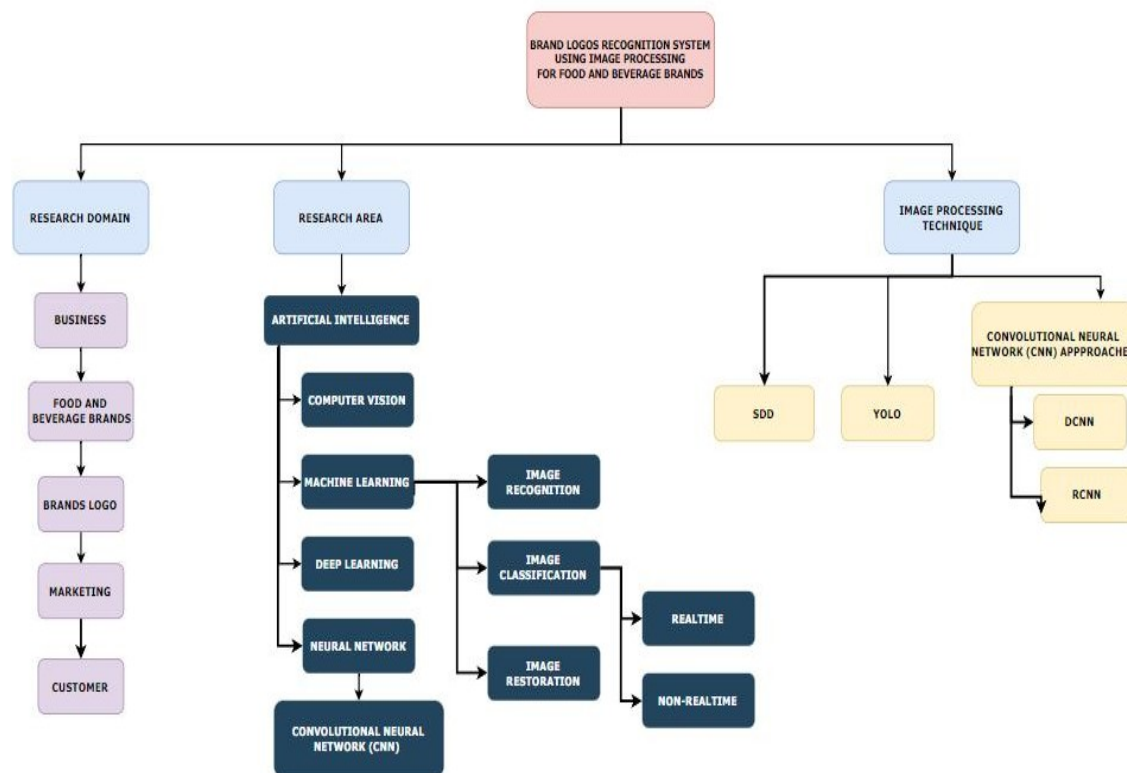 BRAND LOGOS RECOGNITION SYSTEM
USING IMAGE PROCESSING
FOR FOOD AND BEVERAGE BRANDS
RESEARCH DOMAIN
BUSINESS
FOOD AND
BEVERAGE BRANDS
BRANDS LOGO
MARKETING
CUSTOMER
RESEARCH AREA
ARTIFICIAL INTELLIGENCE
COMPUTER VISION
MACHINE LEARNING
DEEP LEARNING
NEURAL NETWORK
CONVOLUTIONAL NEURAL
NETWORK (CNN)
IMAGE
RECOGNITION
IMAGE
CLASSIFICATION
IMAGE
RESTORATION
REALTIME
NON-REALTIME
IMAGE PROCESSING
TECHNIQUE
SDD
YOLO
CONVOLUTIONAL NEURAL
NETWORK (CNN) APPPROACHE
DCNN
RCNN